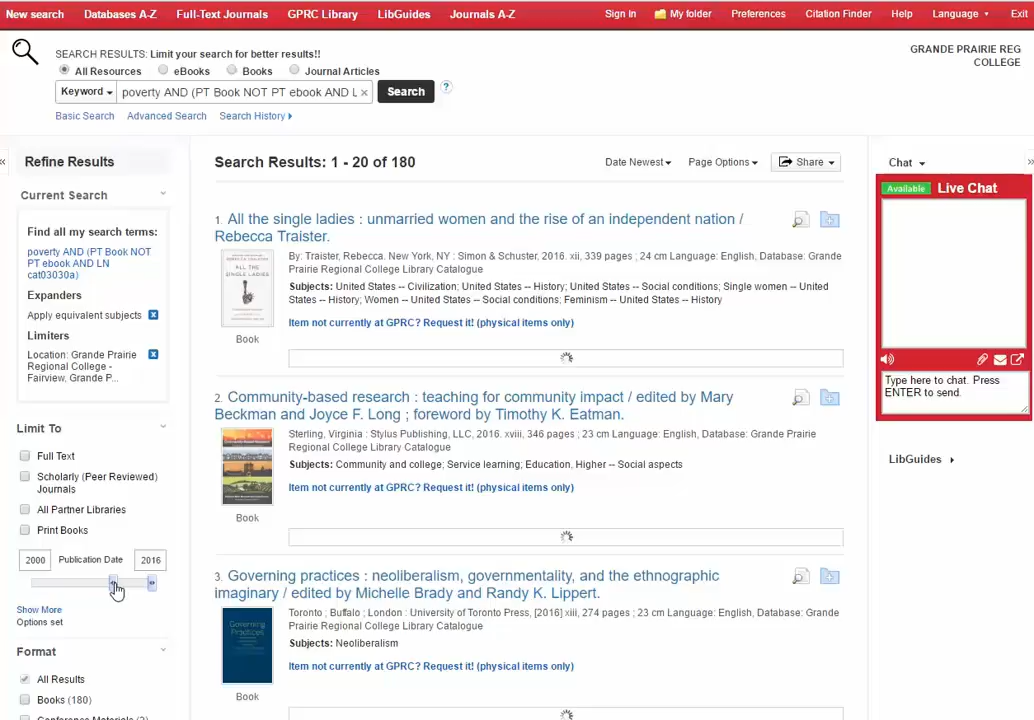 New search Databases A-Z Full-Text Journals GPRC Library LibGuides Journals A-Z Sign In My folder Preferences Citation Finder Help Language Exit
SEARCH RESULTS: Limit your search for better results!!
All Resources eBooks Books Journal Articles
Keyword poverty AND (PT Book NOT PT ebook AND L × Search ?
Basic Search Advanced Search Search History
GRANDE PRAIRIE REG
COLLEGE
Refine Results
Current Search
Find all my search terms:
poverty AND (PT Book NOT
PT ebook AND LN
cat03030a)
Expanders
Apply equivalent subjects
Limiters
Location: Grande Prairie
Regional College -
Fairview, Grande P...
Limit To
Full Text
Scholarly (Peer Reviewed)
Journals
All Partner Libraries
Print Books
2000 Publication Date 2016
Show More
Options set
Format
All Results
Books (180)
Conference Materials (2)
Search Results: 1 - 20 of 180
Date Newest Page Options Share
1. All the single ladies : unmarried women and the rise of an independent nation /
Rebecca Traister.
By: Traister, Rebecca. New York, NY : Simon & Schuster, 2016. xii, 339 pages ; 24 cm Language: English, Database: Grande
Prairie Regional College Library Catalogue
Subjects: United States -- Civilization; United States -- History; United States -- Social conditions; Single women -- United
States -- History; Women -- United States -- Social conditions; Feminism -- United States -- History
Item not currently at GPRC? Request it! (physical items only)
ALL THE
SINGLE LADIES
Book
2. Community-based research : teaching for community impact / edited by Mary
Beckman and Joyce F. Long ; foreword by Timothy K. Eatman.
Sterling, Virginia : Stylus Publishing, LLC, 2016. xviii, 346 pages ; 23 cm Language: English, Database: Grande Prairie
Regional College Library Catalogue
Subjects: Community and college; Service learning; Education, Higher -- Social aspects
Item not currently at GPRC? Request it! (physical items only)
Book
3. Governing practices : neoliberalism, governmentality, and the ethnographic
imaginary / edited by Michelle Brady and Randy K. Lippert.
Toronto ; Buffalo ; London : University of Toronto Press, [2016] xiii, 274 pages ; 23 cm Language: English, Database: Grande
Prairie Regional College Library Catalogue
Subjects: Neoliberalism
Item not currently at GPRC? Request it! (physical items only)
Governing
Practices
Book
Chat
Available Live Chat
Type here to chat. Press
ENTER to send.
LibGuides